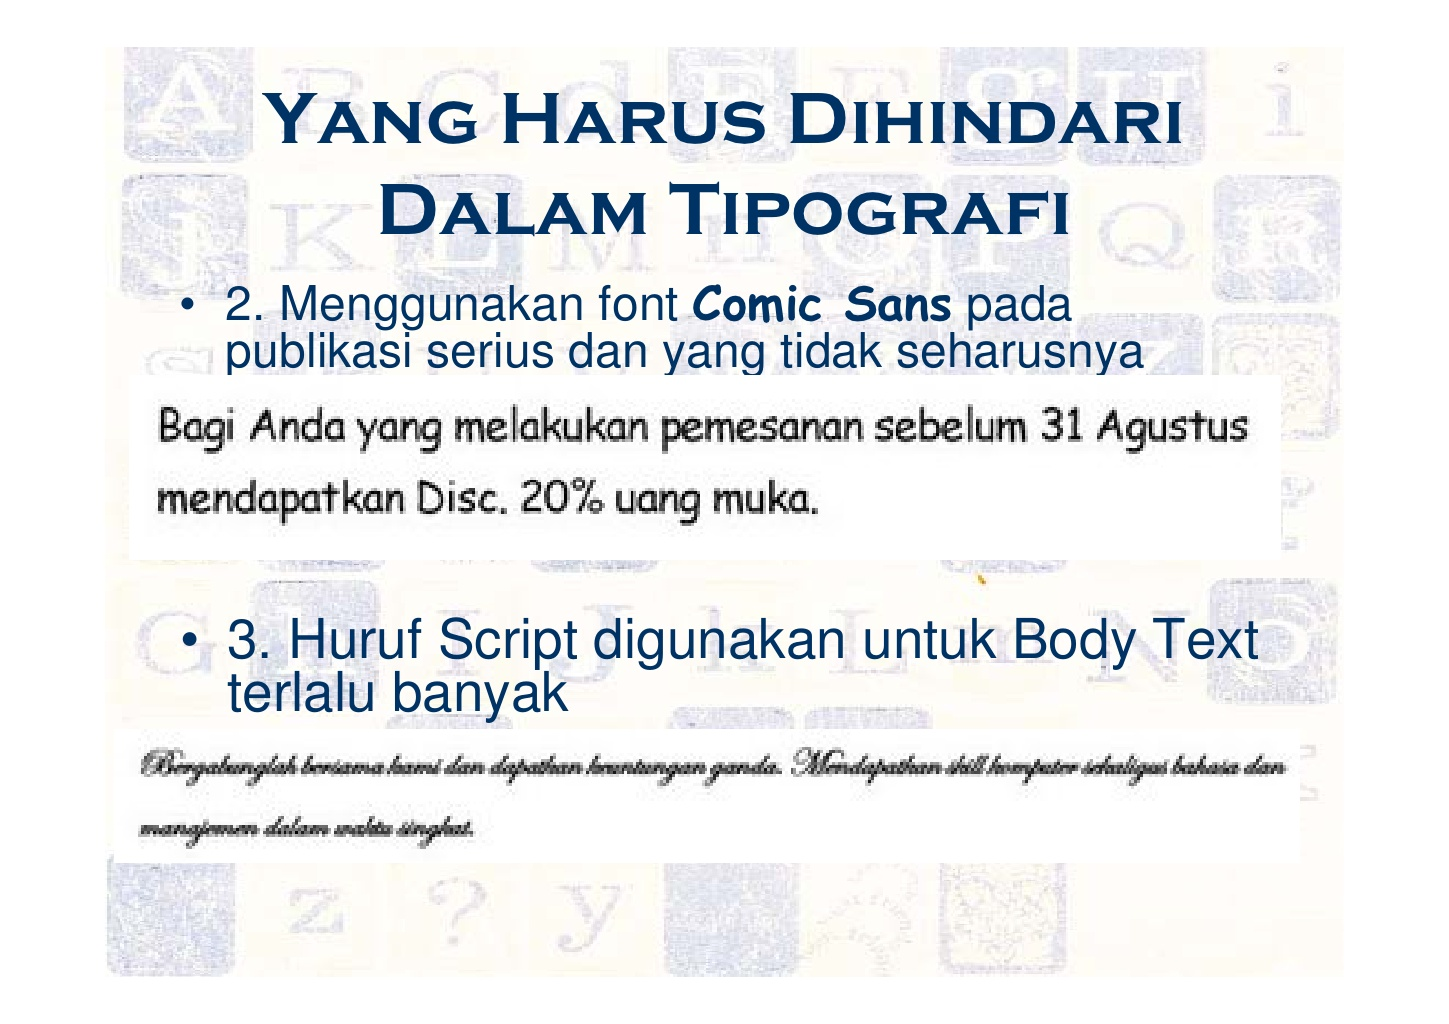 YANG HARUS DIHINDARI
DALAM TIPOGRAFI
• 2. Menggunakan font Comic Sans pada
publikasi serius dan yang tidak seharusnya
Bagi Anda yang melakukan pemesanan sebelum 31 Agustus
mendapatkan Disc. 20% uang muka.
• 3. Huruf Script digunakan untuk Body Text
terlalu banyak
Bergabunglah bersama kami dan dapatkan keuntungan ganda. Mendapatkan skill komputer sekaligus bahasa dan
manajemen dalam waktu singkat.